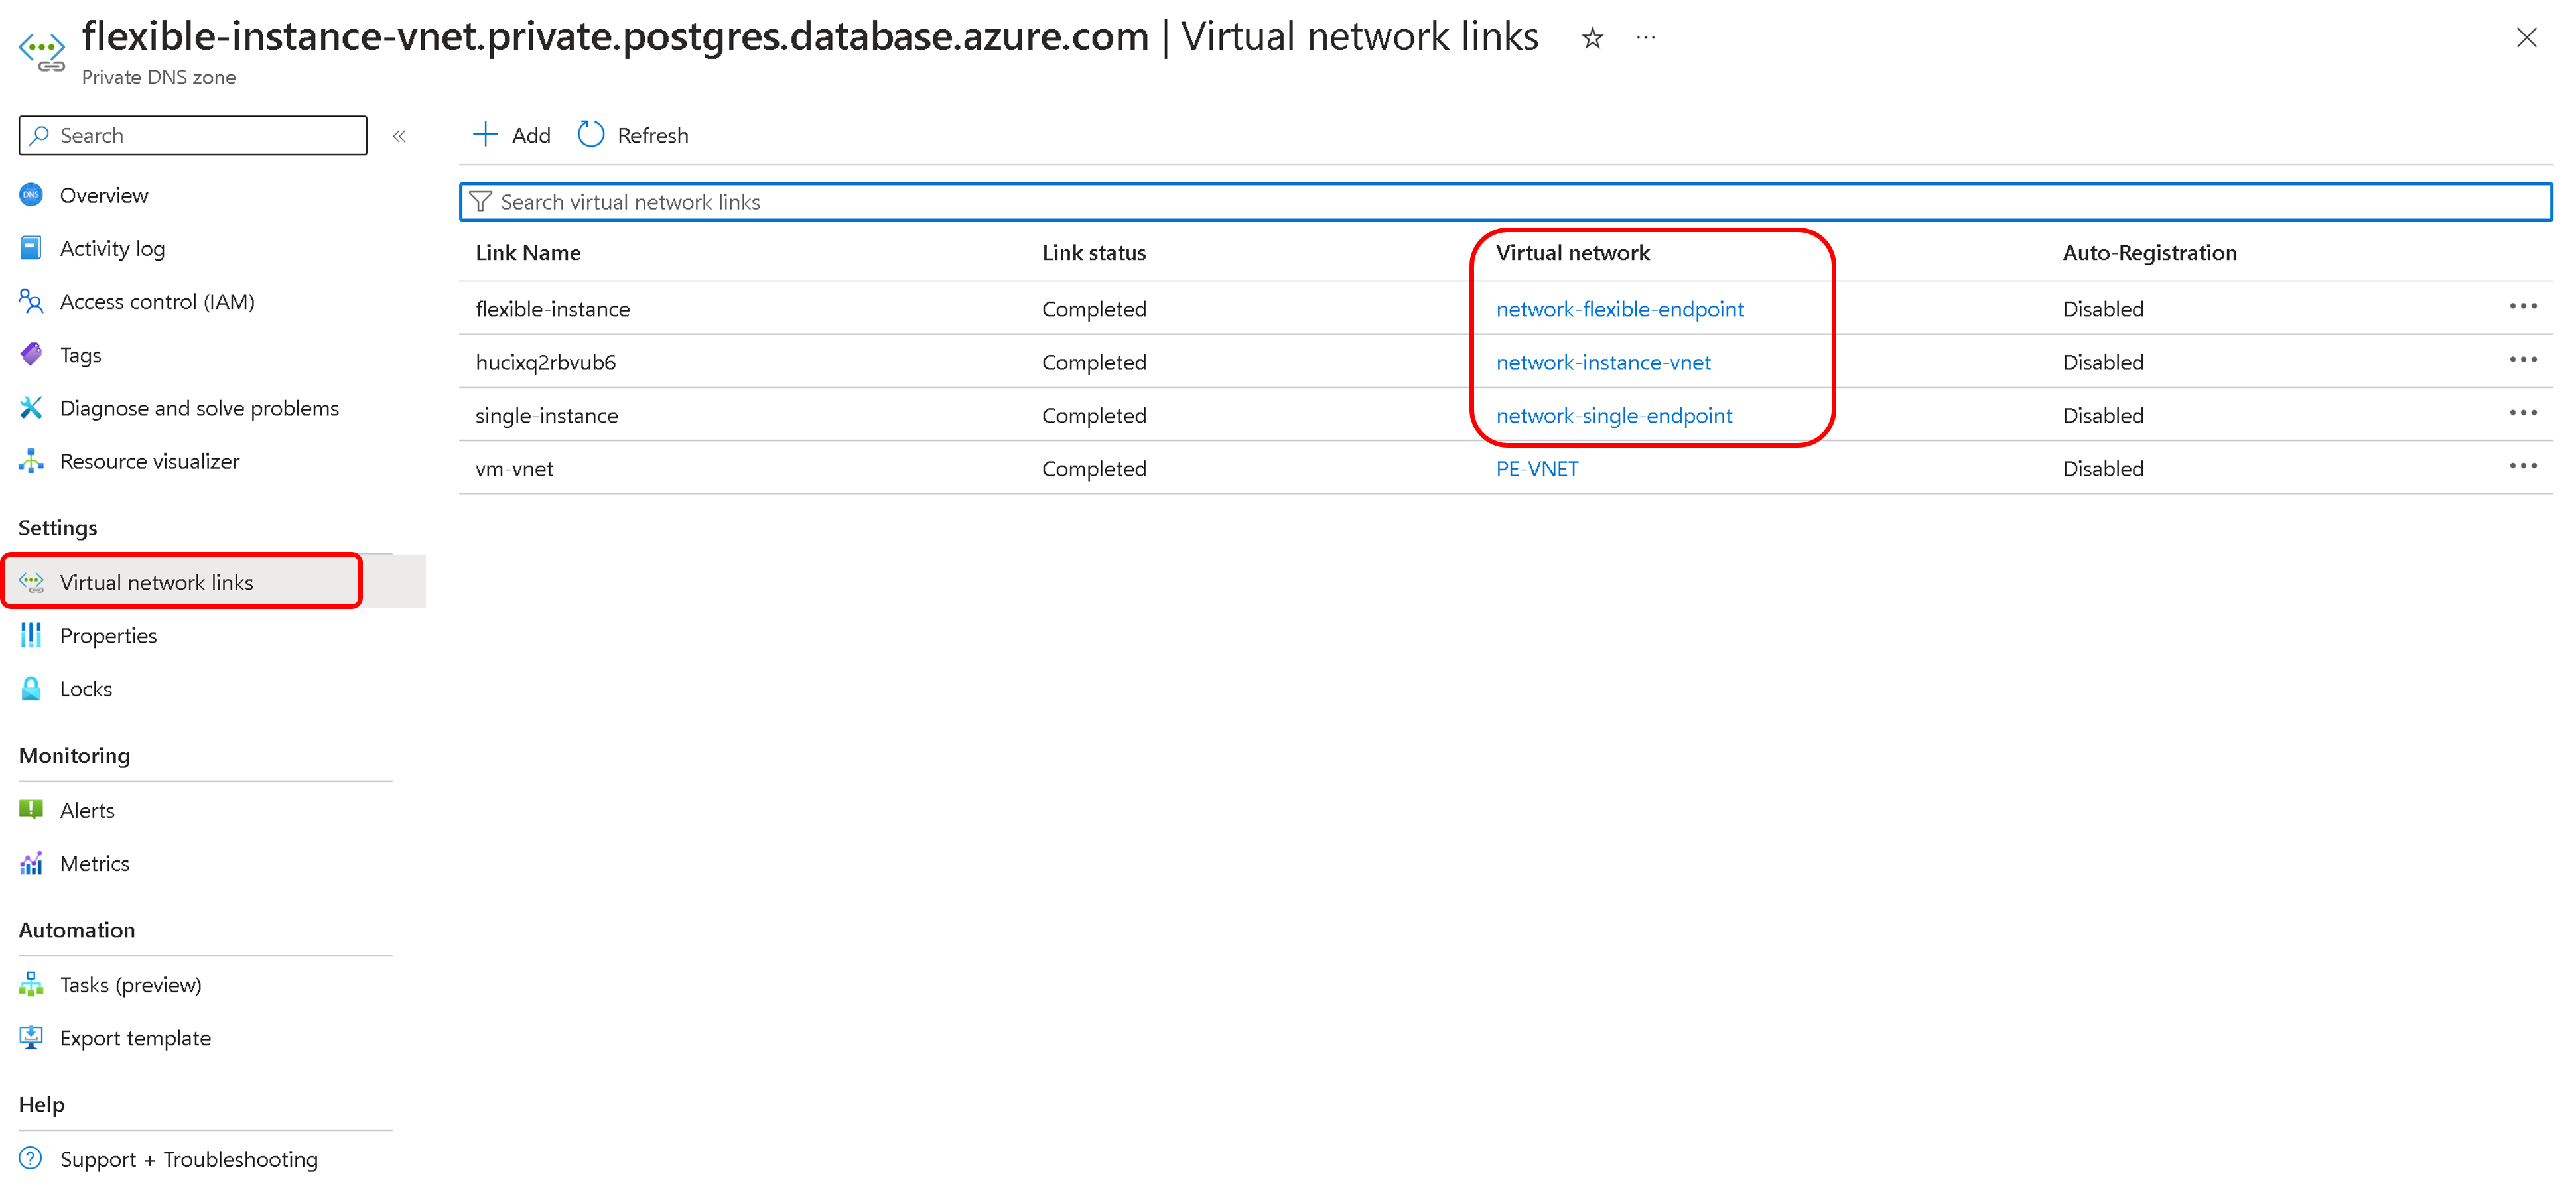 flexible-instance-vnet.private.postgres.database.azure.com | Virtual network links
Private DNS zone
Search
Add
Refresh
DNS
Overview
Activity log
Access control (IAM)
Tags
Diagnose and solve problems
Resource visualizer
Settings
Virtual network links
Properties
Locks
Monitoring
Alerts
Metrics
Automation
Tasks (preview)
Export template
Help
Support + Troubleshooting
Search virtual network links
Link Name Link status Virtual network Auto-Registration
flexible-instance Completed network-flexible-endpoint Disabled
hucixq2rbvub6 Completed network-instance-vnet Disabled
single-instance Completed network-single-endpoint Disabled
vm-vnet Completed PE-VNET Disabled